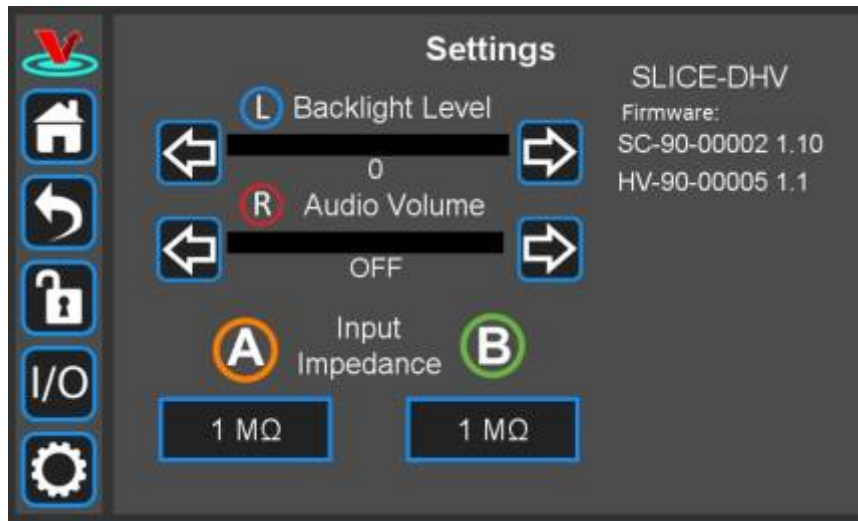 Settings
SLICE-DHV
Firmware:
SC-90-00002 1.10
HV-90-00005 1.1
L Backlight Level
0
R Audio Volume
OFF
A Input Impedance B
1 MΩ
1 MΩ
I/O